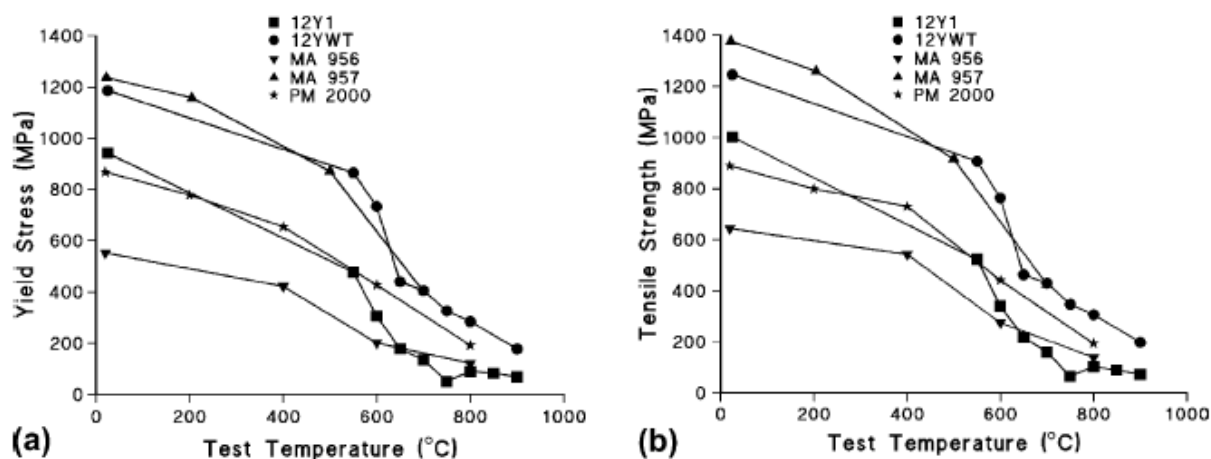 12Y1
12YWT
MA 956
MA 957
PM 2000
1400
1200
1000
800
600
400
200
0
Yield Stress (MPa)
0 200 400 600 800 1000
Test Temperature (°C)
(a)
12Y1
12YWT
MA 956
MA 957
PM 2000
1400
1200
1000
800
600
400
200
0
Tensile Strength (MPa)
0 200 400 600 800 1000
Test Temperature (°C)
(b)